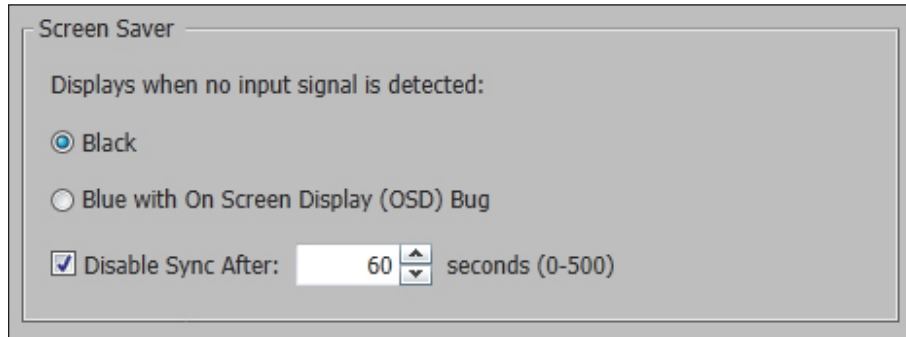 Screen Saver
Displays when no input signal is detected:
Black
Blue with On Screen Display (OSD) Bug
Disable Sync After: 60 seconds (0-500)